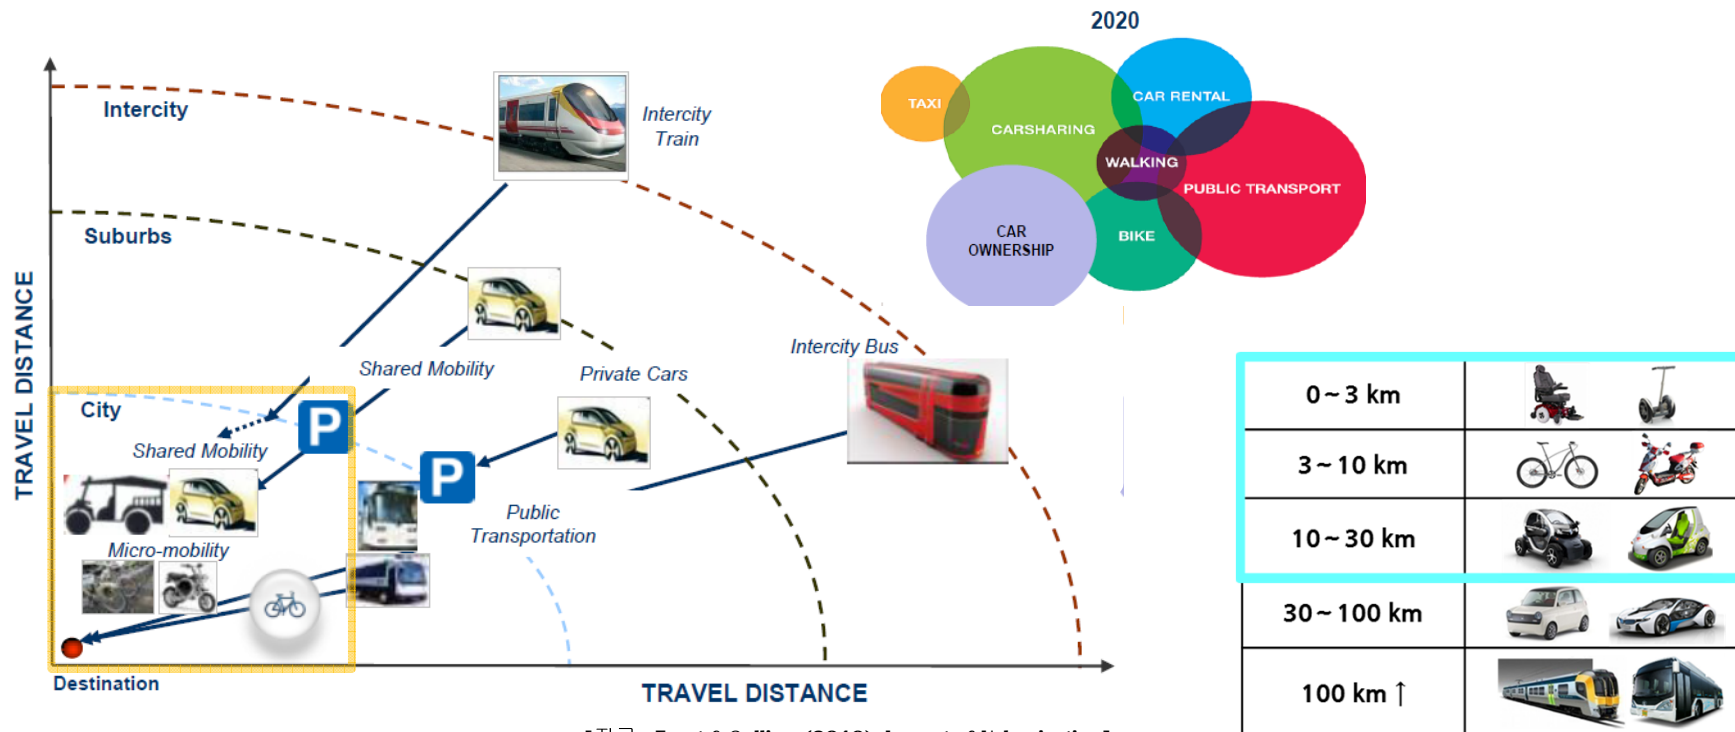 2020
TAXI
CARSHARING
CAR RENTAL
WALKING
PUBLIC TRANSPORT
CAR
OWNERSHIP
BIKE
TRAVEL DISTANCE
Intercity
Intercity
Train
Suburbs
Shared Mobility
Private Cars
Intercity Bus
City
P
Shared Mobility
P
Public
Transportation
Micro-mobility
Destination
TRAVEL DISTANCE
0~3 km
3~10 km
10~30 km
30~100 km
100 km ↑